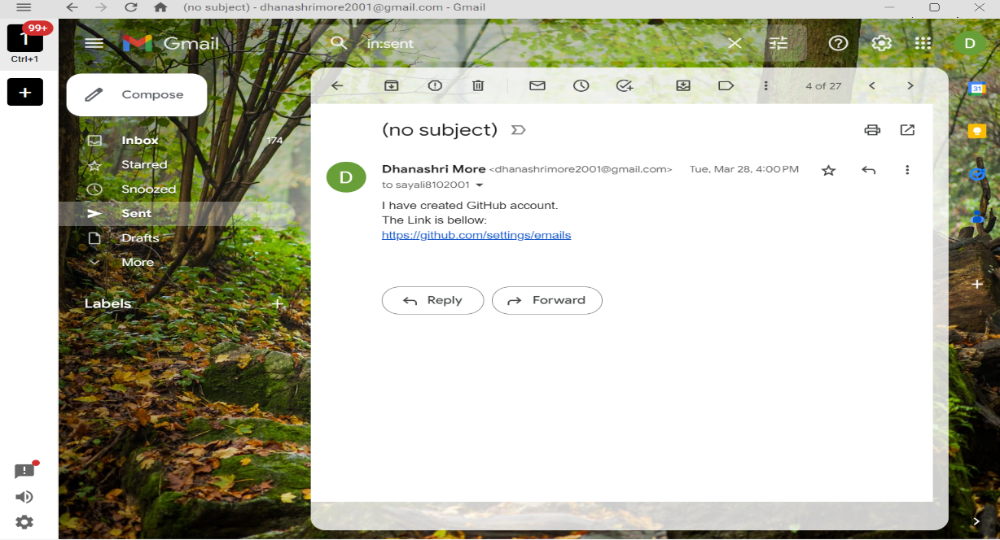 (no subject) - dhanashrimore2001@gmail.com - Gmail
99+
1
Ctrl+1
Gmail
in:sent
D
Compose
4 of 27
31
(no subject)
Inbox 174
Starred
Snoozed
Sent
Drafts
More
Labels
D
Dhanashri More <dhanashrimore2001@gmail.com> Tue, Mar 28, 4:00 PM
to sayali8102001
I have created GitHub account.
The Link is bellow:
https://github.com/settings/emails
Reply Forward